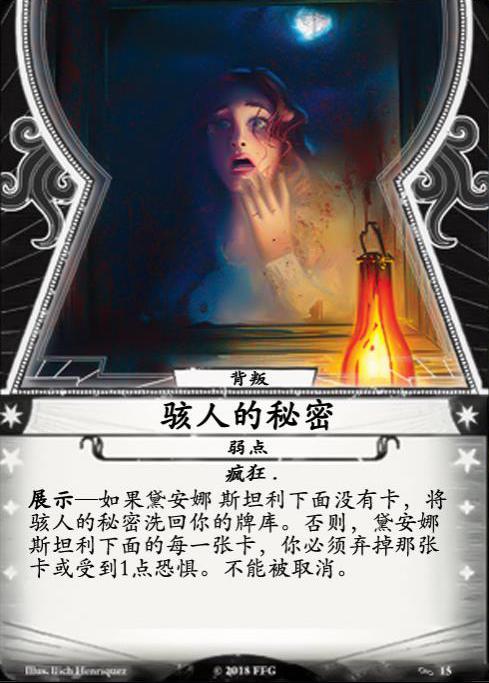 背叛
骇人的秘密
弱点
疯狂.
展示—如果黛安娜 斯坦利下面没有卡，将
骇人的秘密洗回你的牌库。否则，黛安娜
斯坦利下面的每一张卡，你必须弃掉那张
卡或受到1点恐惧。不能被取消。
Illus. Ilich Henriquez © 2018 FFG 15